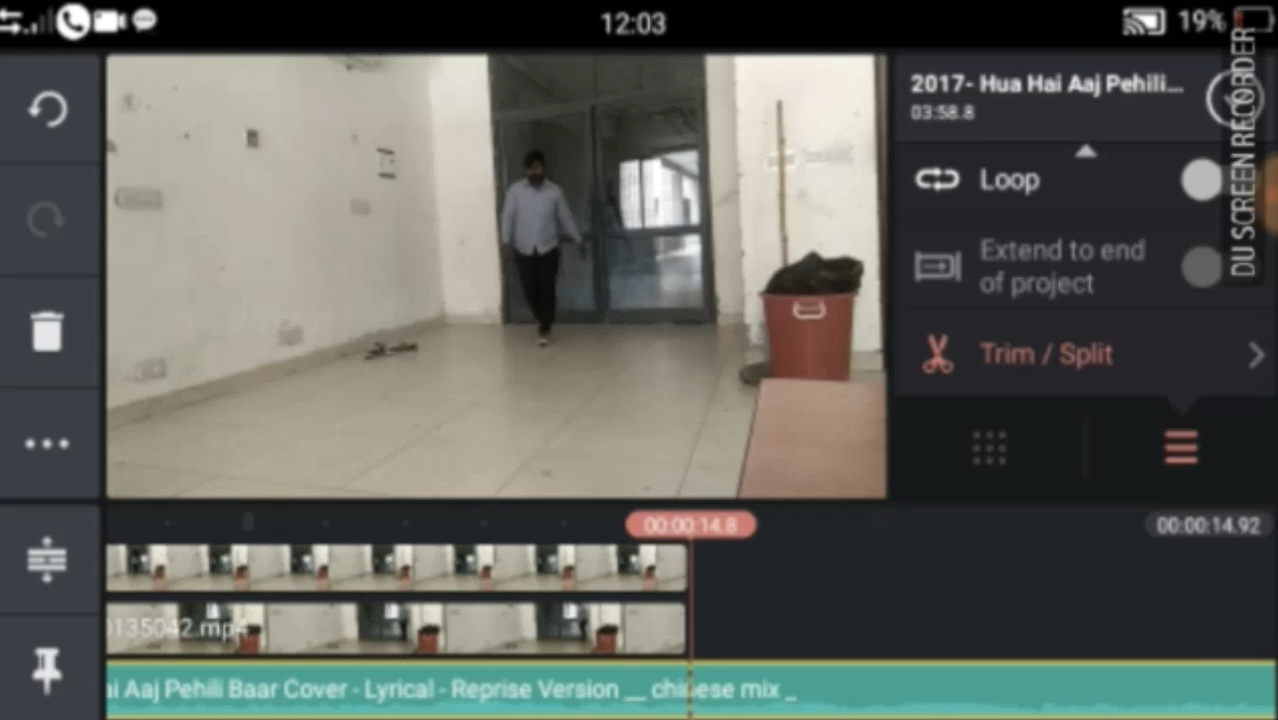 12:03
19%
2017- Hua Hai Aaj Pehili...
03:58.8
Loop
Extend to end
of project
Trim / Split
DU SCREEN RECORDER
00:00:14.8
00:00:14.92
0135042.mp4
ai Aaj Pehili Baar Cover - Lyrical - Reprise Version __ chinese mix _